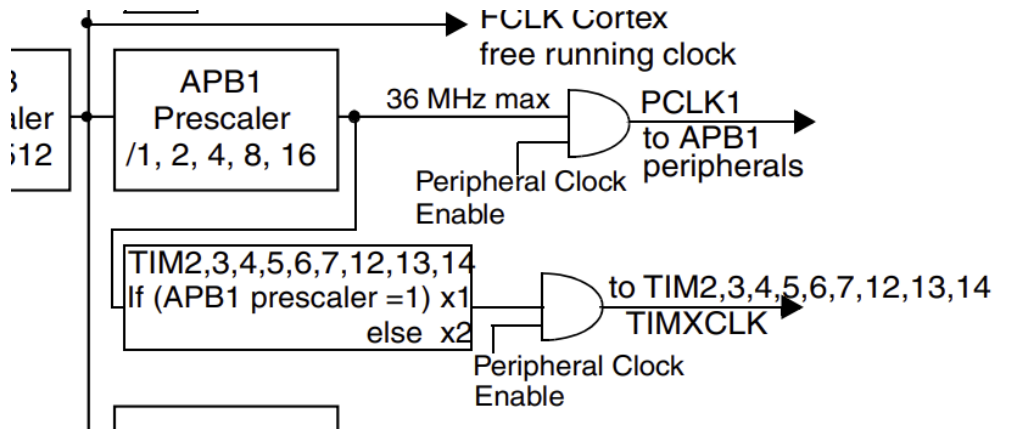 FCLK Cortex
free running clock
APB1
Prescaler
/1, 2, 4, 8, 16
512
36 MHz max
PCLK1
to APB1
peripherals
Peripheral Clock
Enable
TIM2,3,4,5,6,7,12,13,14
If (APB1 prescaler =1) x1
else x2
to TIM2,3,4,5,6,7,12,13,14
TIMXCLK
Peripheral Clock
Enable